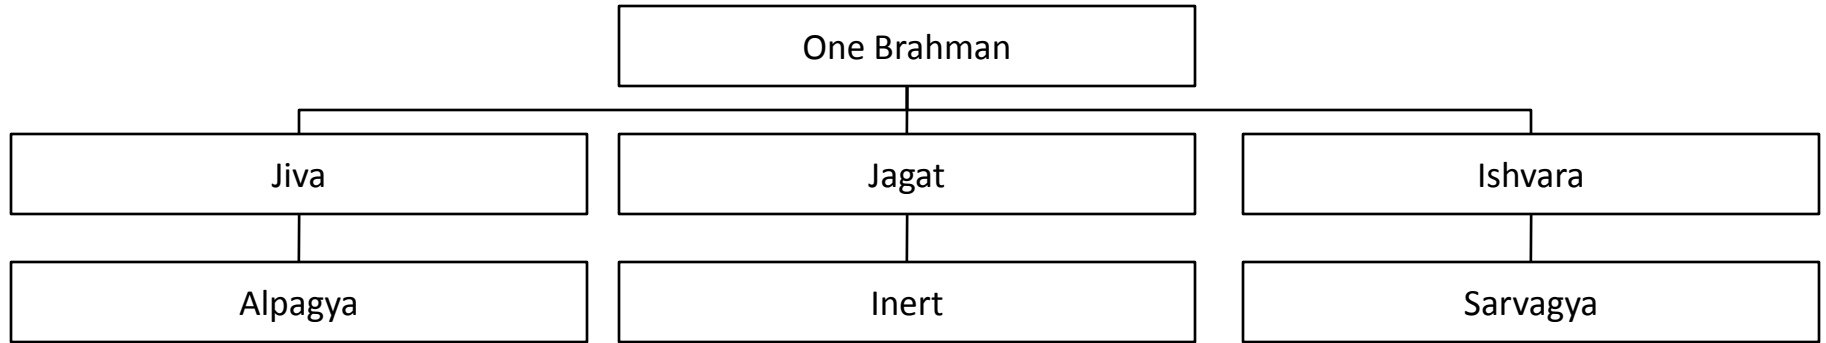 One Brahman
Jiva
Jagat
Ishvara
Alpagya
Inert
Sarvagya